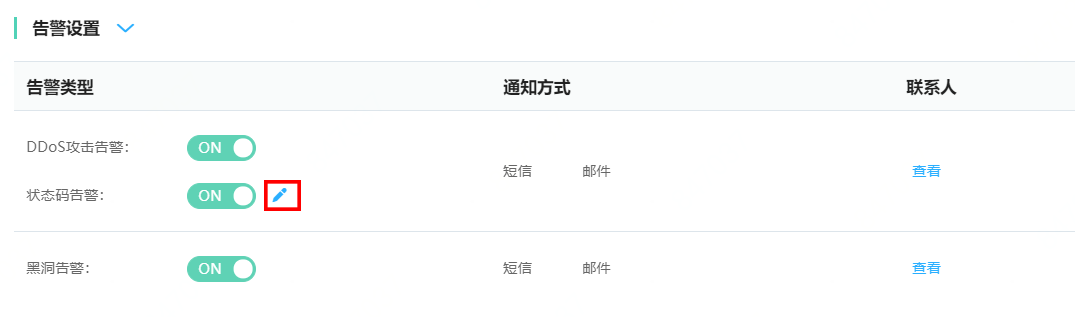 告警设置
告警类型 通知方式 联系人
DDoS攻击告警: ON
短信 邮件 查看
状态码告警: ON
黑洞告警: ON 短信 邮件 查看